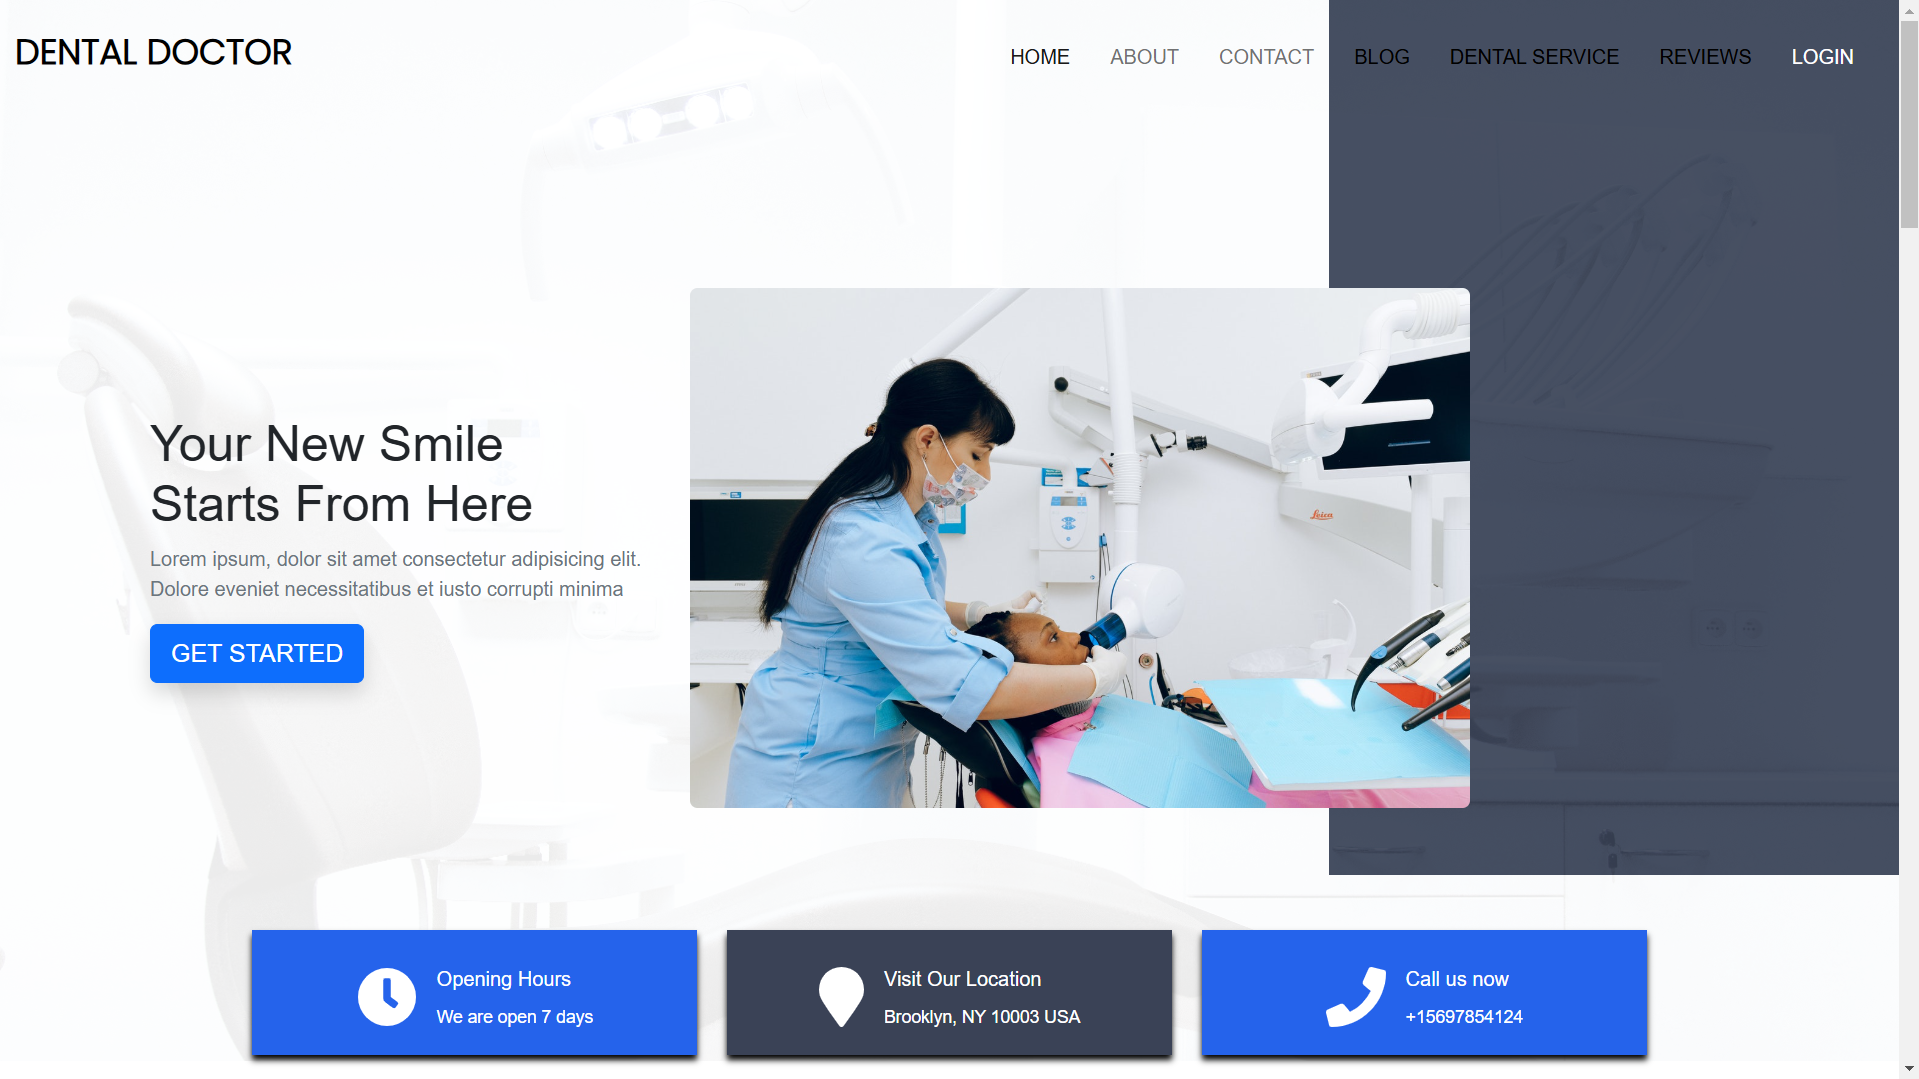 DENTAL DOCTOR
HOME ABOUT CONTACT BLOG DENTAL SERVICE REVIEWS LOGIN
Your New Smile
Starts From Here
Lorem ipsum, dolor sit amet consectetur adipisicing elit.
Dolore eveniet necessitatibus et iusto corrupti minima
GET STARTED
Leica
Opening Hours
We are open 7 days
Visit Our Location
Brooklyn, NY 10003 USA
Call us now
+15697854124